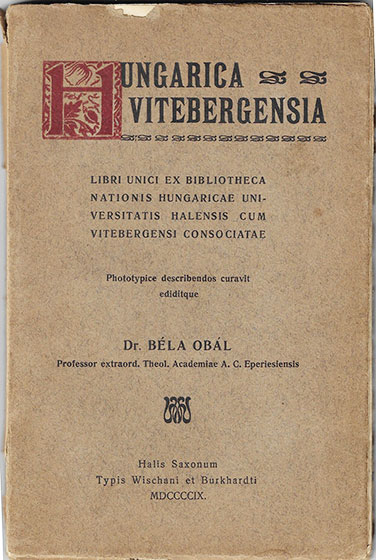 HUNGARICA
VITEBERGENSIA
LIBRI UNICI EX BIBLIOTHECA
NATIONIS HUNGARICAE UNI-
VERSITATIS HALENSIS CUM
VITEBERGENSI CONSOCIATAE
Phototypice describendos curavit
ediditque
Dr. BÉLA OBÁL
Professor extraord. Theol. Academiae A. C. Eperiesiensis
Halis Saxonum
Typis Wischani et Burkhardti
MDCCCCIX.